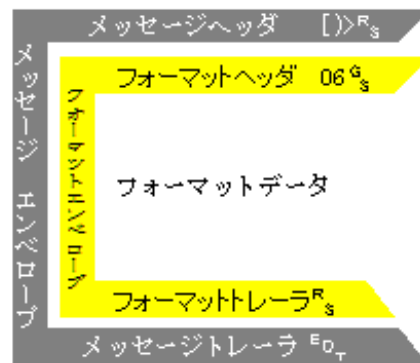 メッセージヘッダ [)>RS
メッセージ エンベロープ
フォーマットヘッダ 06GS
フォーマットエンベロープ
フォーマットデータ
フォーマットトレーラRS
メッセージトレーラ EOT